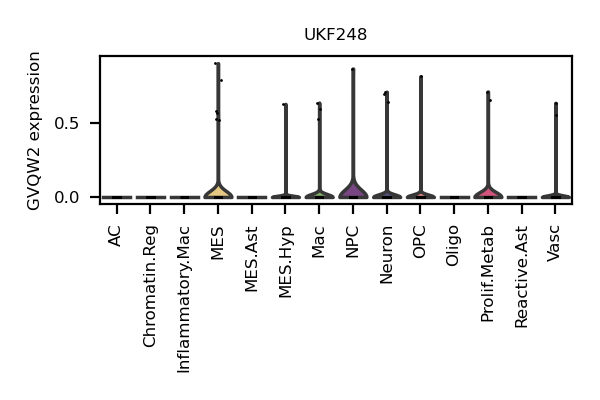 UKF248
GVQW2 expression
0.5
0.0
AC
Chromatin.Reg
Inflammatory.Mac
MES
MES.Ast
MES.Hyp
Mac
NPC
Neuron
OPC
Oligo
Prolif.Metab
Reactive.Ast
Vasc